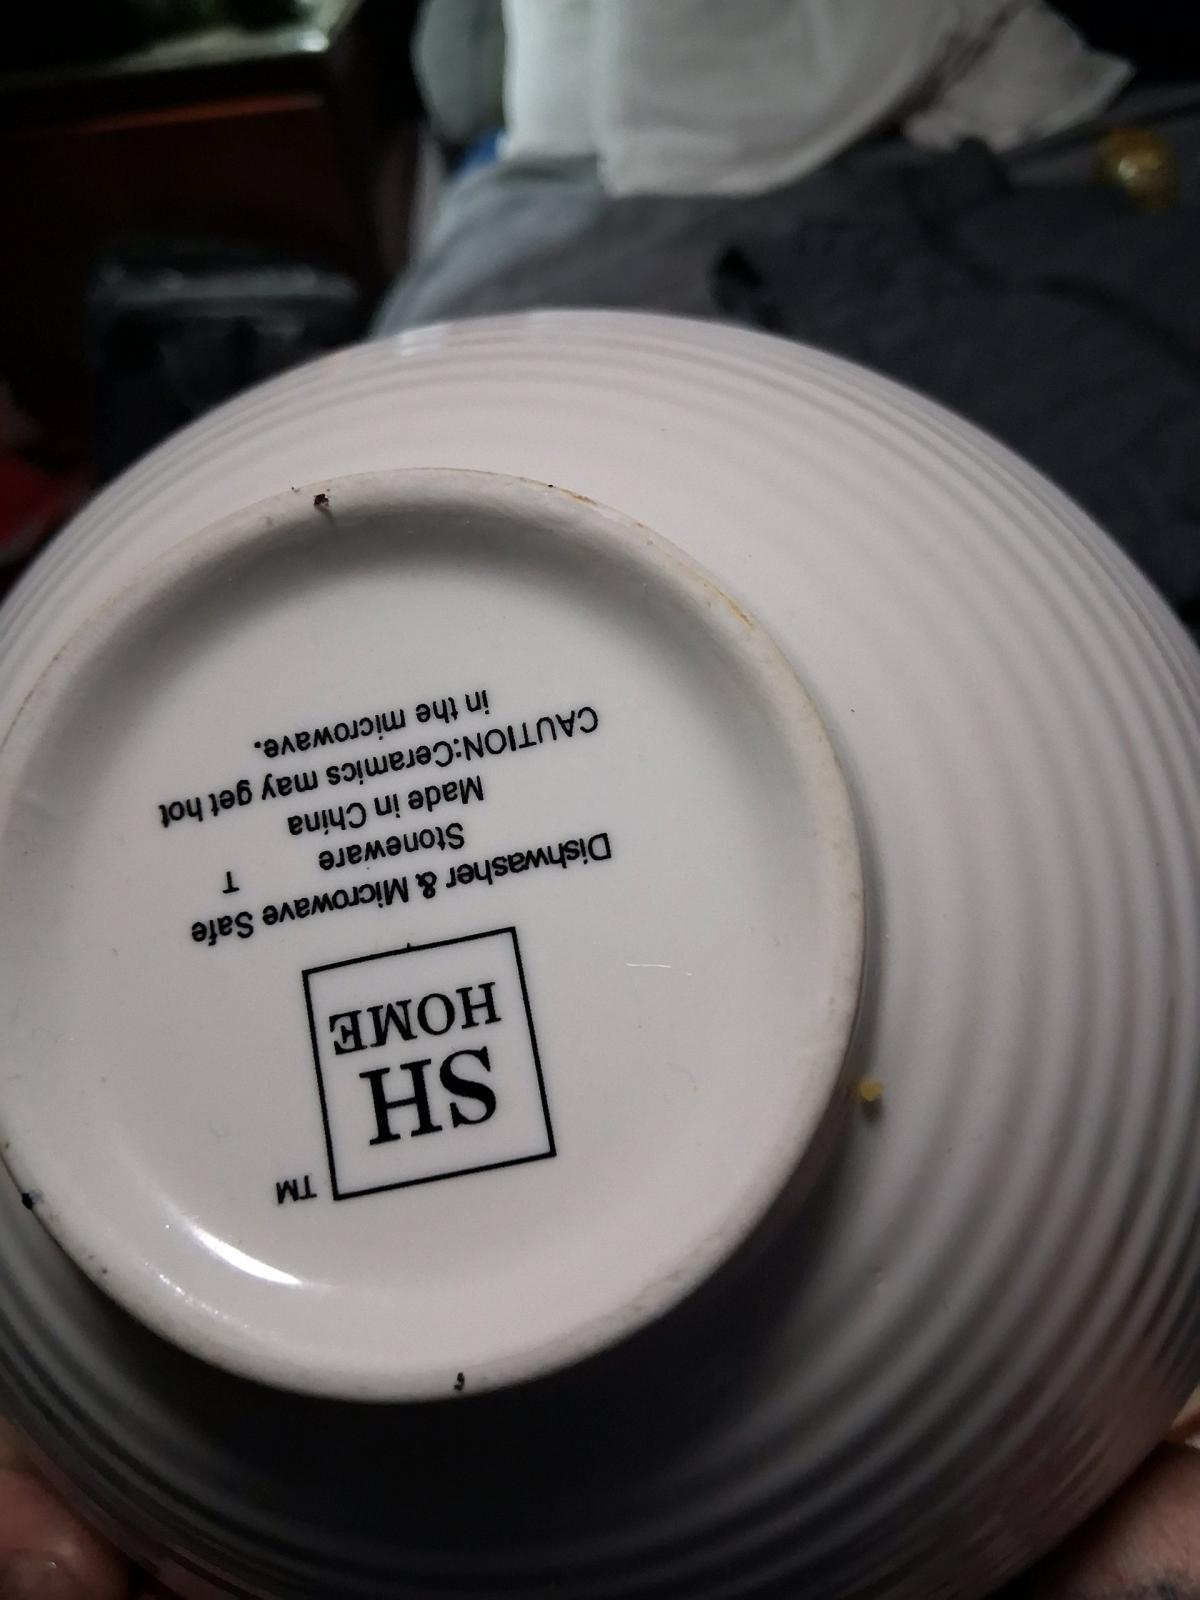 TM
SH
HOME
Dishwasher & Microwave Safe
Stoneware T
Made in China
CAUTION:Ceramics may get hot
in the microwave.